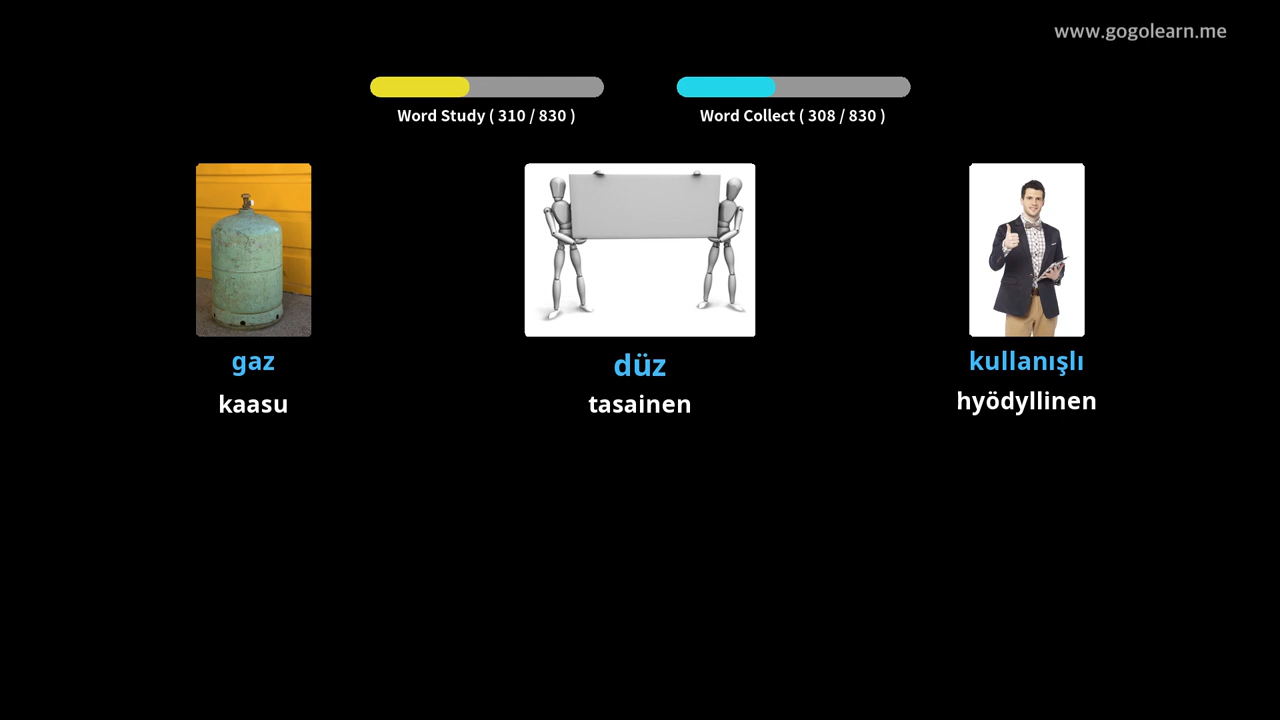 www.gogolearn.me
Word Study ( 310 / 830 )
Word Collect ( 308 / 830 )
gaz
kaasu
düz
tasainen
kullanışlı
hyödyllinen